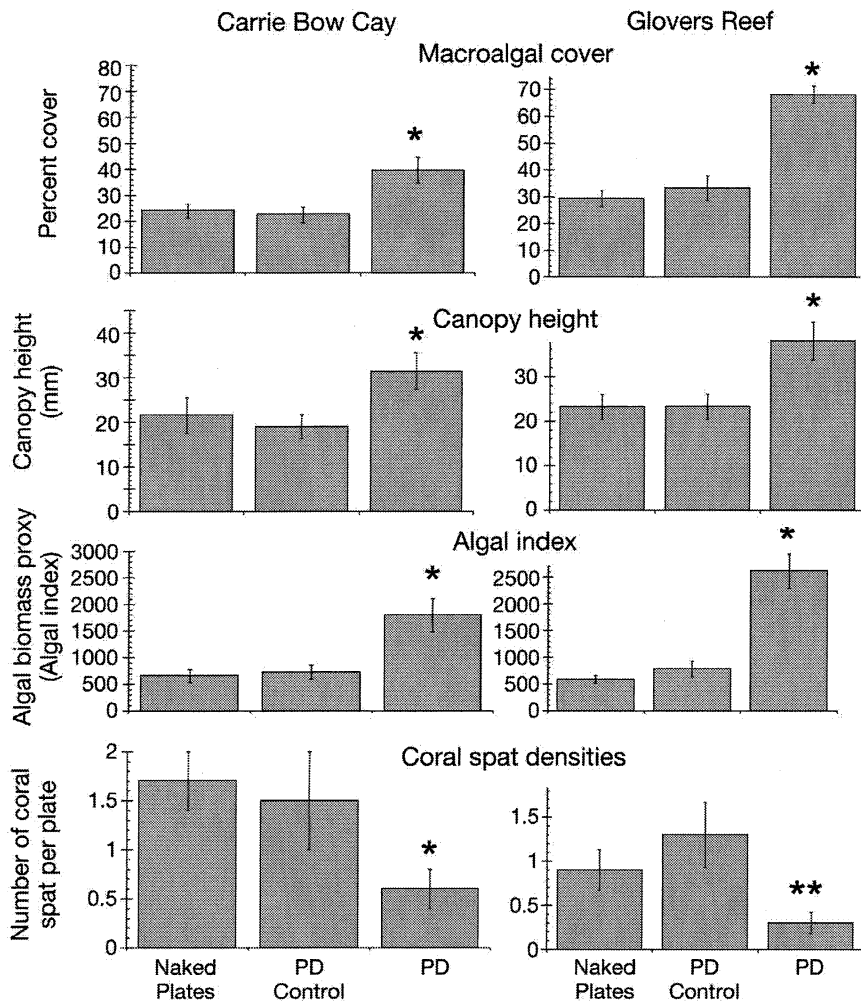 Carrie Bow Cay
Glovers Reef
Macroalgal cover
Percent cover
80
70
60
50
40
30
20
10
0
*
70
60
50
40
30
20
10
0
*
Canopy height
Canopy height
(mm)
40
30
20
10
0
*
30
20
10
0
*
Algal index
Algal biomass proxy
(Algal index)
3000
2500
2000
1500
1000
500
0
*
2500
2000
1500
1000
500
0
*
Coral spat densities
Number of coral
spat per plate
2
1.5
1
0.5
0
*
1.5
1
0.5
0
**
Naked
Plates
PD
Control
PD
Naked
Plates
PD
Control
PD